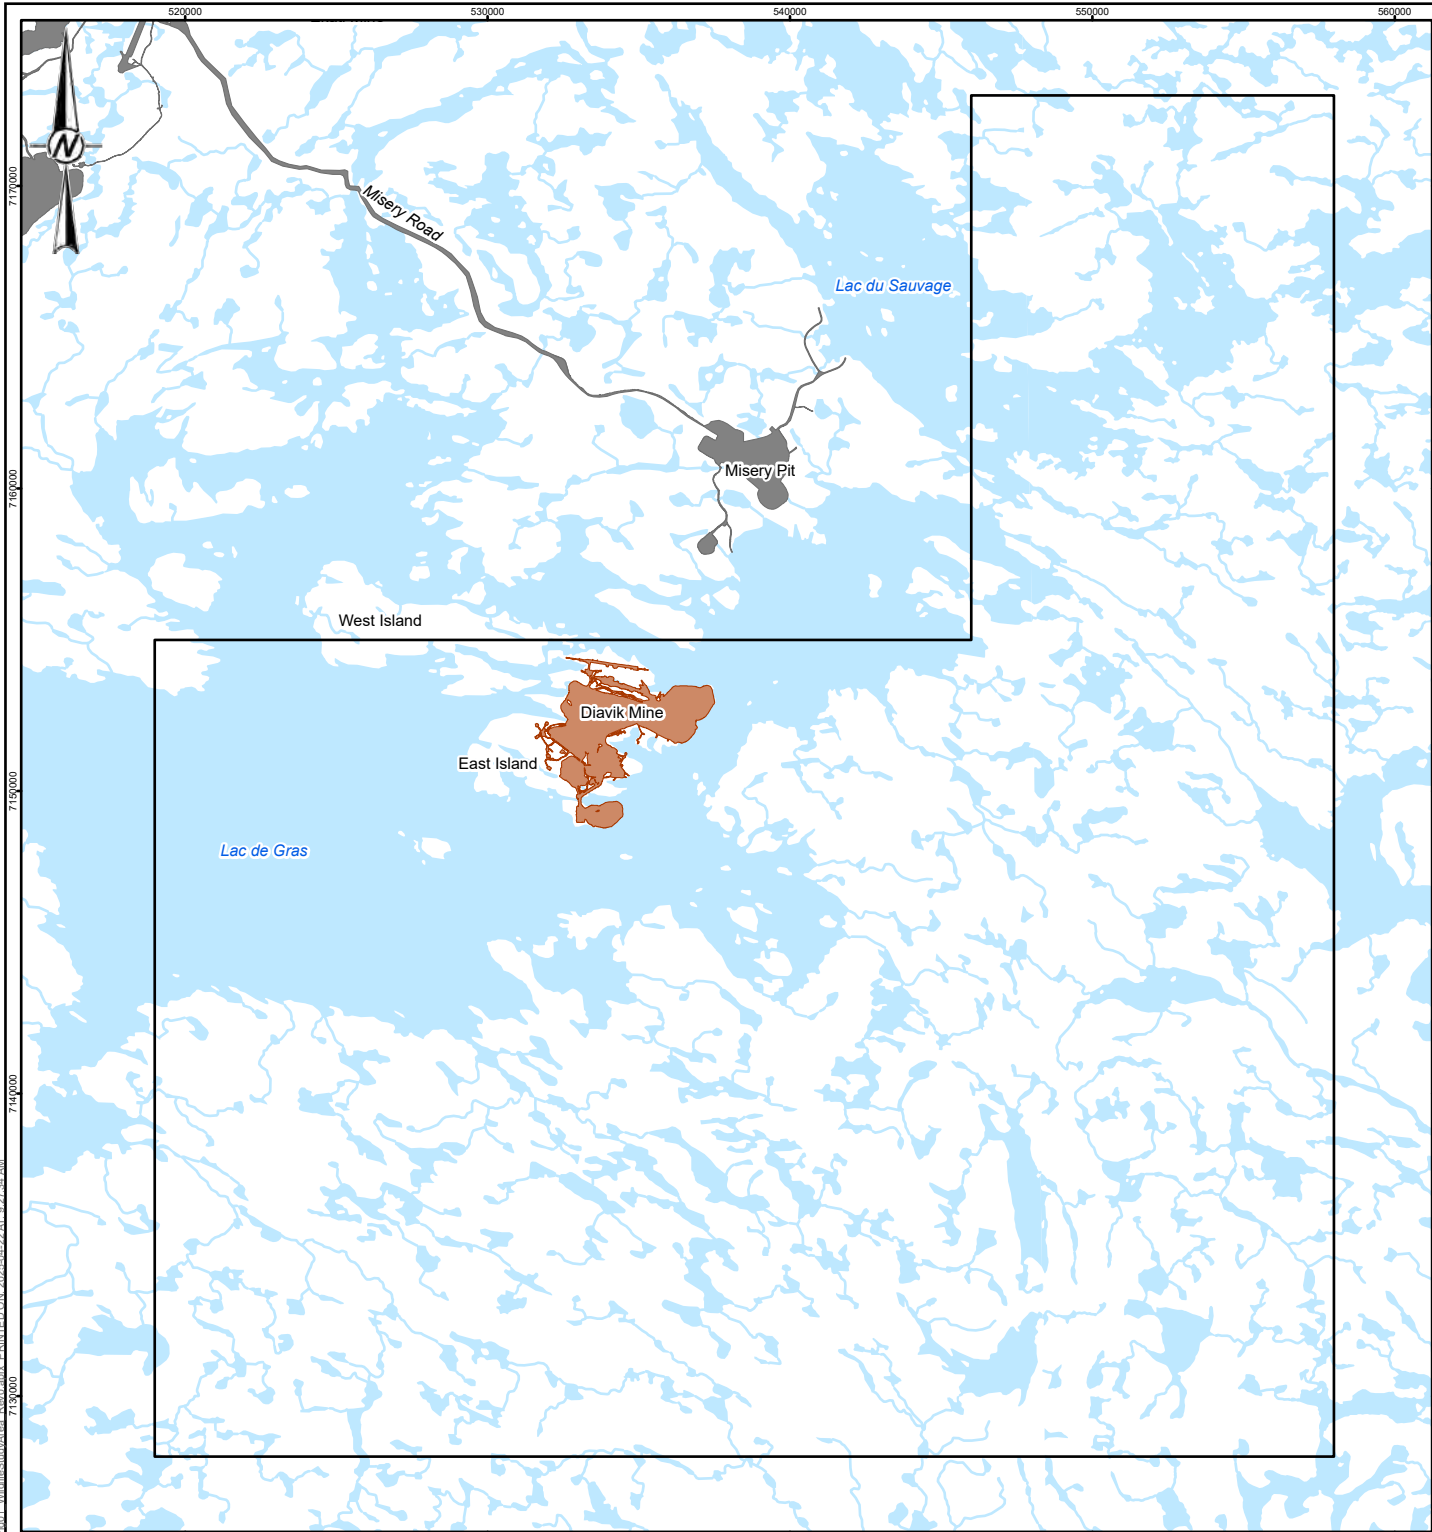 520000
530000
540000
550000
560000
N
7170000
Misery Road
Lac du Sauvage
Misery Pit
7160000
West Island
Diavik Mine
East Island
7150000
Lac de Gras
7140000
7130000